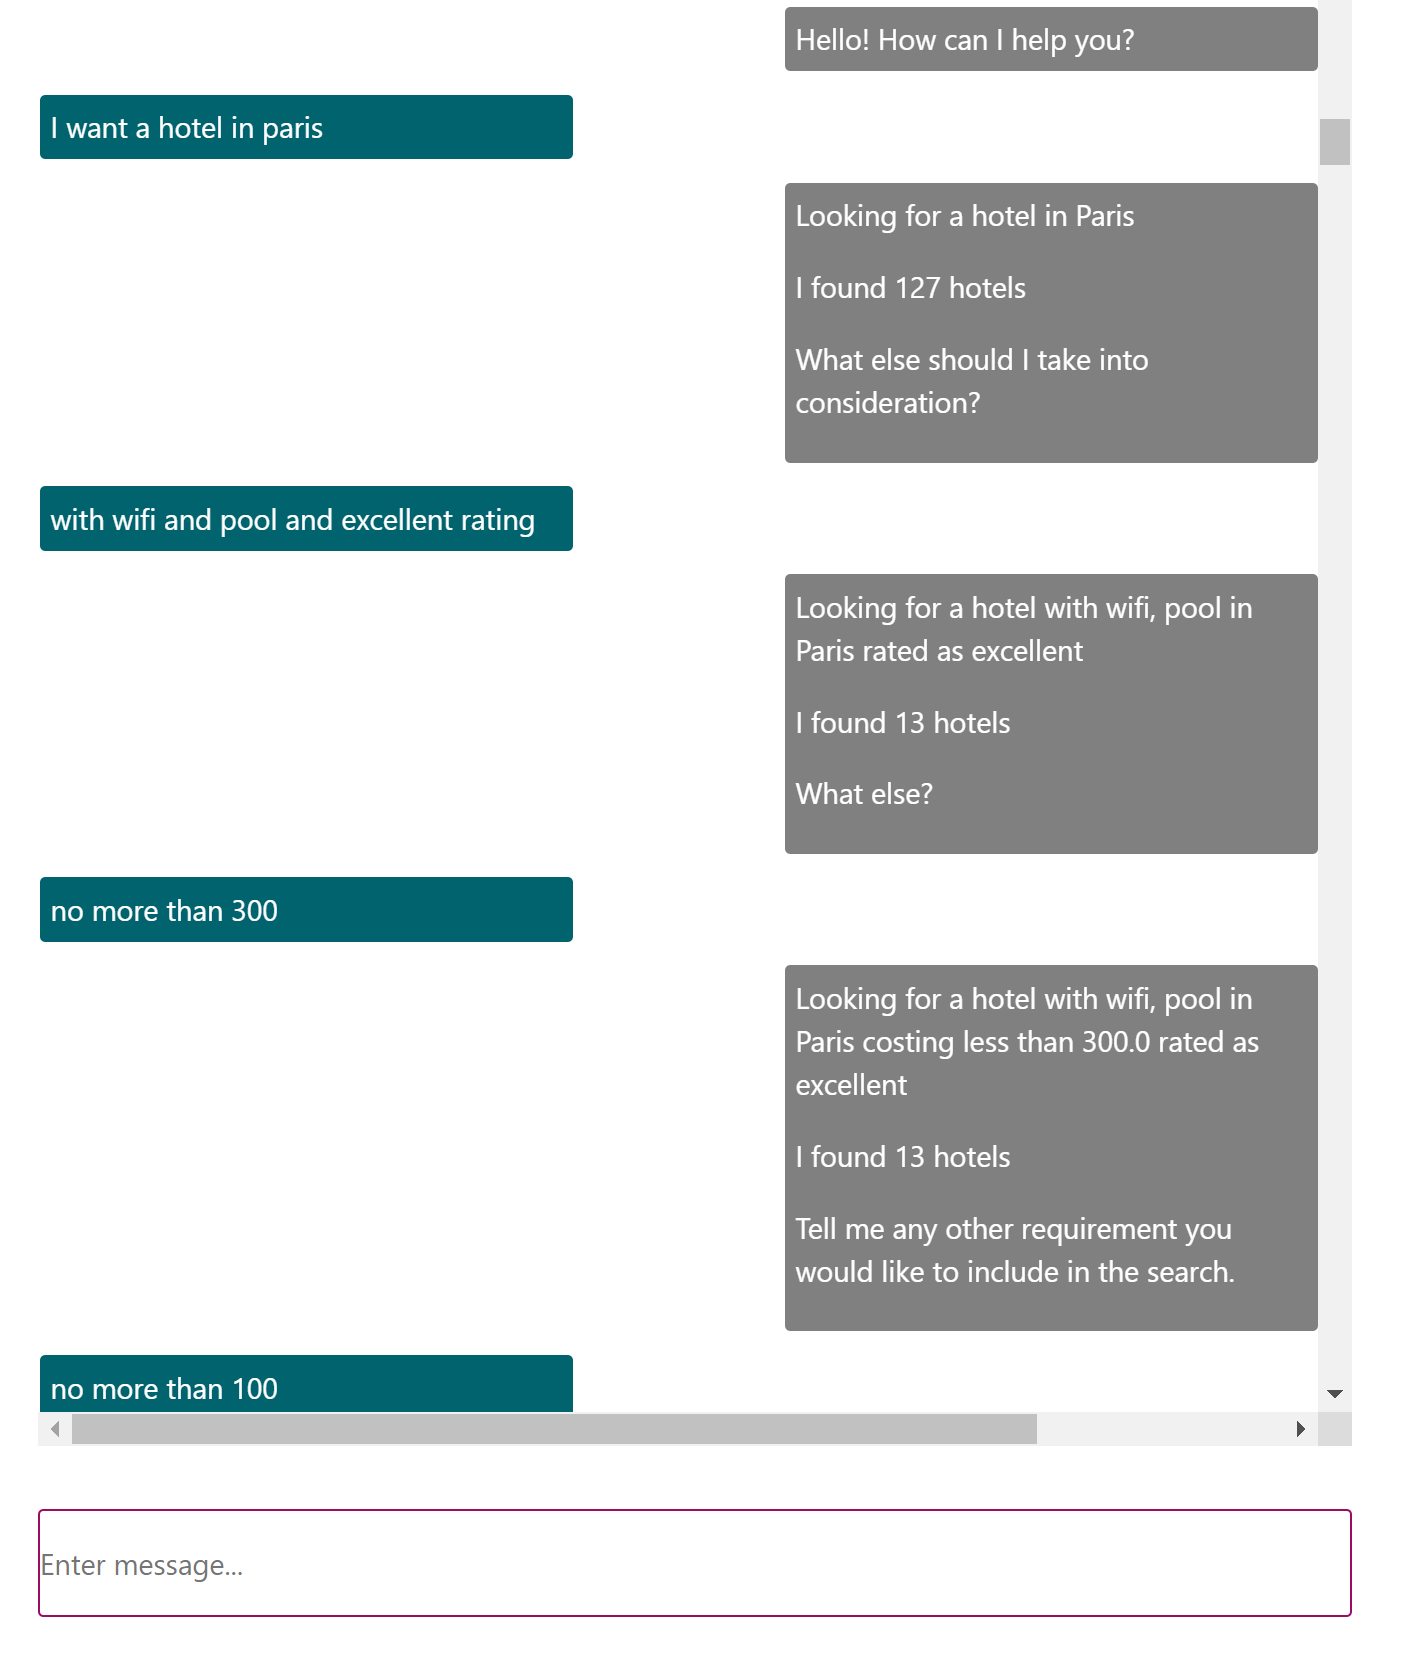 Hello! How can I help you?
I want a hotel in paris
Looking for a hotel in Paris
I found 127 hotels
What else should I take into
consideration?
with wifi and pool and excellent rating
Looking for a hotel with wifi, pool in
Paris rated as excellent
I found 13 hotels
What else?
no more than 300
Looking for a hotel with wifi, pool in
Paris costing less than 300.0 rated as
excellent
I found 13 hotels
Tell me any other requirement you
would like to include in the search.
no more than 100
Enter message...